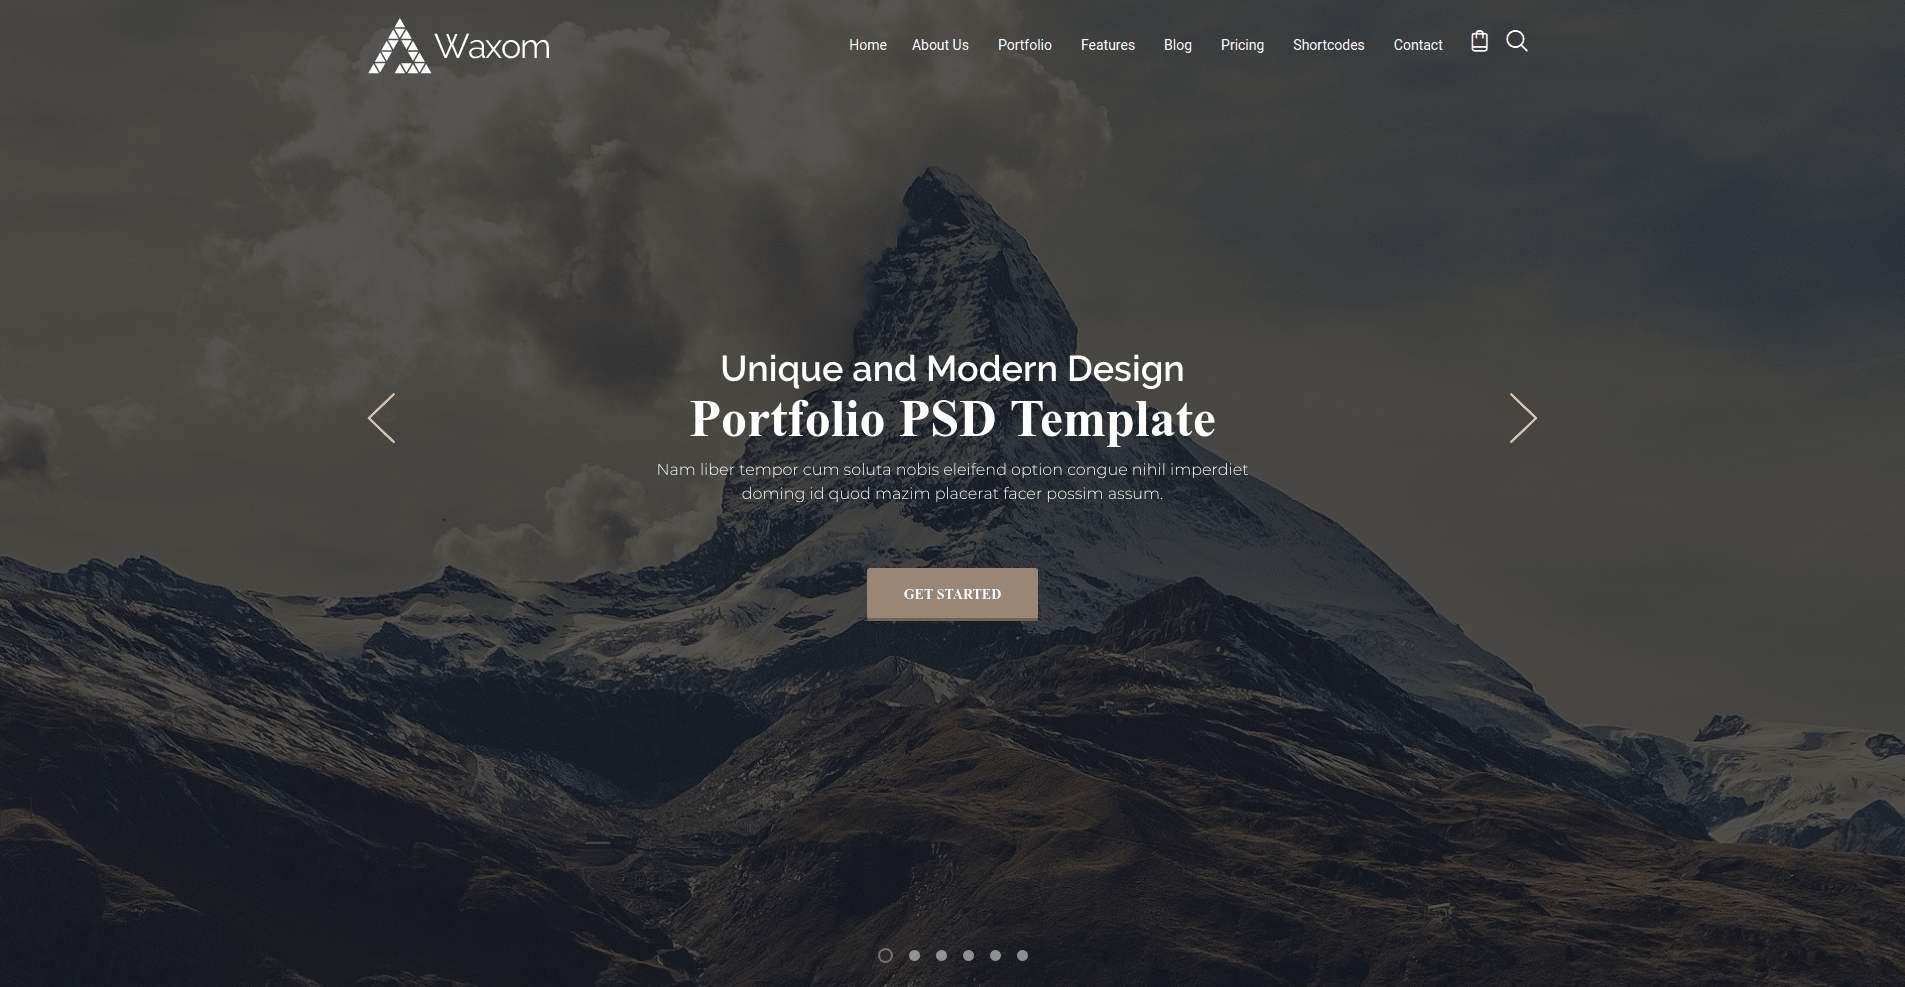 Waxom
Home About Us Portfolio Features Blog Pricing Shortcodes Contact
Unique and Modern Design
Portfolio PSD Template
Nam liber tempor cum soluta nobis eleifend option congue nihil imperdiet
doming id quod mazim placerat facer possim assum.
GET STARTED